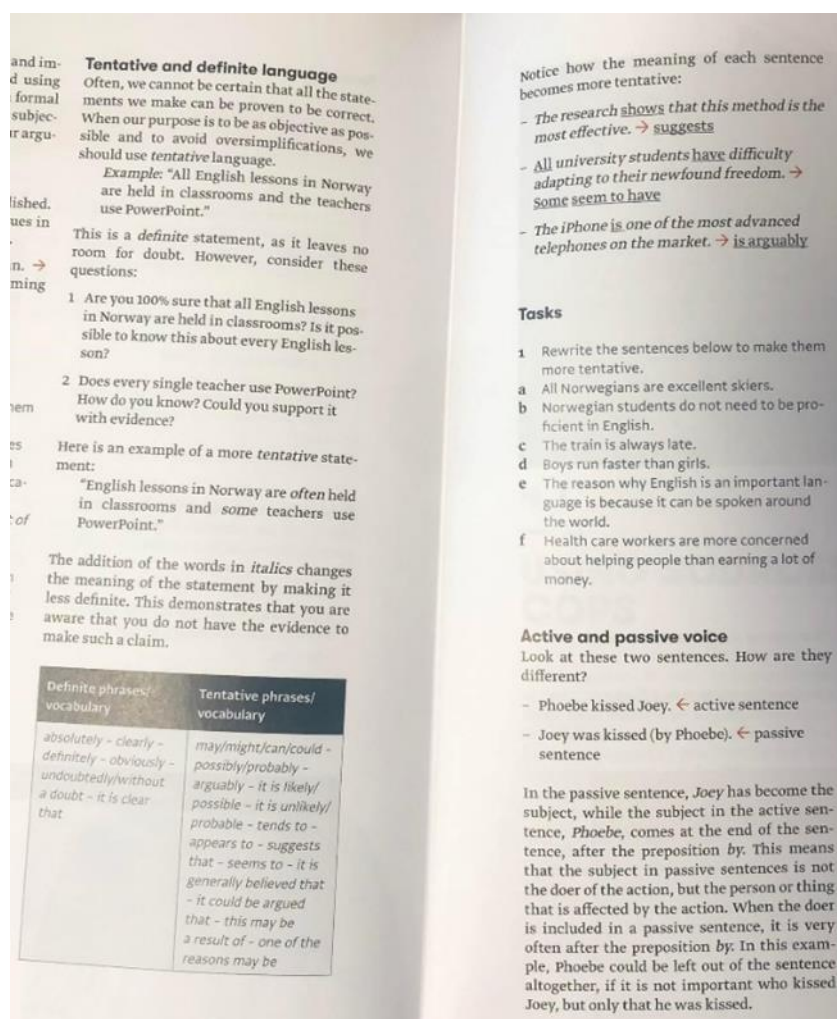 and im-
d using
formal
subjec-
ir argu-
lished.
ues in
n. →
ming
nem
es
ca-
of
Tentative and definite language
Often, we cannot be certain that all the state-
ments we make can be proven to be correct.
When our purpose is to be as objective as pos-
sible and to avoid oversimplifications, we
should use tentative language.
Example: "All English lessons in Norway
are held in classrooms and the teachers
use PowerPoint."
This is a definite statement, as it leaves no
room for doubt. However, consider these
questions:
1 Are you 100% sure that all English lessons
in Norway are held in classrooms? Is it pos-
sible to know this about every English les-
son?
2 Does every single teacher use PowerPoint?
How do you know? Could you support it
with evidence?
Here is an example of a more tentative state-
ment:
"English lessons in Norway are often held
in classrooms and some teachers use
PowerPoint."
The addition of the words in italics changes
the meaning of the statement by making it
less definite. This demonstrates that you are
aware that you do not have the evidence to
make such a claim.
Definite phrases/
vocabulary
absolutely – clearly –
definitely – obviously –
undoubtedly/without
a doubt – it is clear
that
Tentative phrases/
vocabulary
may/might/can/could –
possibly/probably –
arguably – it is likely/
possible – it is unlikely/
probable – tends to –
appears to – suggests
that – seems to – it is
generally believed that
– it could be argued
that – this may be
a result of – one of the
reasons may be
Notice how the meaning of each sentence
becomes more tentative:
– The research shows that this method is the
most effective. → suggests
– All university students have difficulty
adapting to their newfound freedom. →
Some seem to have
– The iPhone is one of the most advanced
telephones on the market. → is arguably
Tasks
1 Rewrite the sentences below to make them
more tentative.
a All Norwegians are excellent skiers.
b Norwegian students do not need to be pro-
ficient in English.
c The train is always late.
d Boys run faster than girls.
e The reason why English is an important lan-
guage is because it can be spoken around
the world.
f Health care workers are more concerned
about helping people than earning a lot of
money.
Active and passive voice
Look at these two sentences. How are they
different?
– Phoebe kissed Joey. ← active sentence
– Joey was kissed (by Phoebe). ← passive
sentence
In the passive sentence, Joey has become the
subject, while the subject in the active sen-
tence, Phoebe, comes at the end of the sen-
tence, after the preposition by. This means
that the subject in passive sentences is not
the doer of the action, but the person or thing
that is affected by the action. When the doer
is included in a passive sentence, it is very
often after the preposition by. In this exam-
ple, Phoebe could be left out of the sentence
altogether, if it is not important who kissed
Joey, but only that he was kissed.